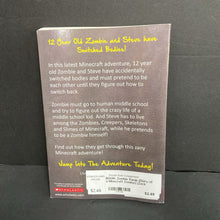 12 Year Old Zombie and Steve have
Switched Bodies!
In this latest Minecraft adventure, 12 year
old Zombie and Steve have accidentally
switched bodies and must pretend to be
each other until they figure out how to
switch back.
Zombie must go to human middle school
and try to figure out the crazy life of a
middle school kid. And Steve has to live
among the Zombies, Creepers, Skeletons
and Slimes of Minecraft, while he pretends
to be a Zombie himself!
Find out how they get through this zany
Minecraft adventure!
Jump Into The Adventure Today!
$2.49
$2.49